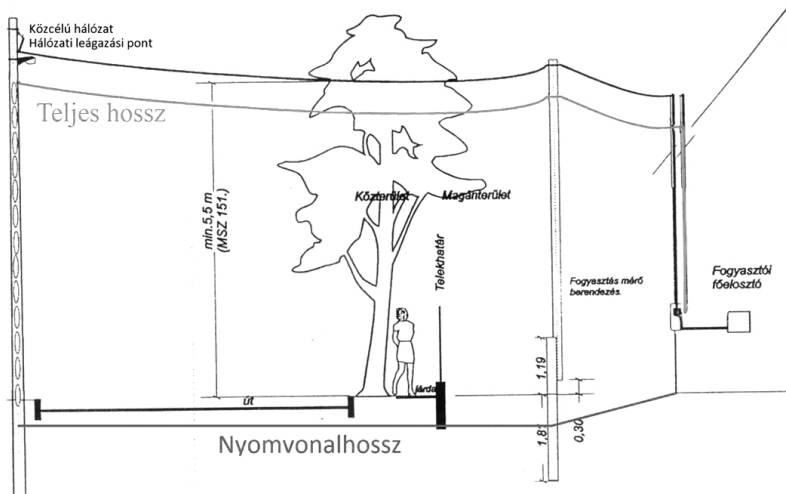 Közcélú hálózat
Hálózati leágazási pont
Teljes hossz
min.5,5 m
(MSZ 151.)
Közterület
Magánterület
Telekhatár
Fogyasztás mérő
berendezés.
Fogyasztói
főelosztó
1,19
járda
út
1,81
0,30
Nyomvonalhossz